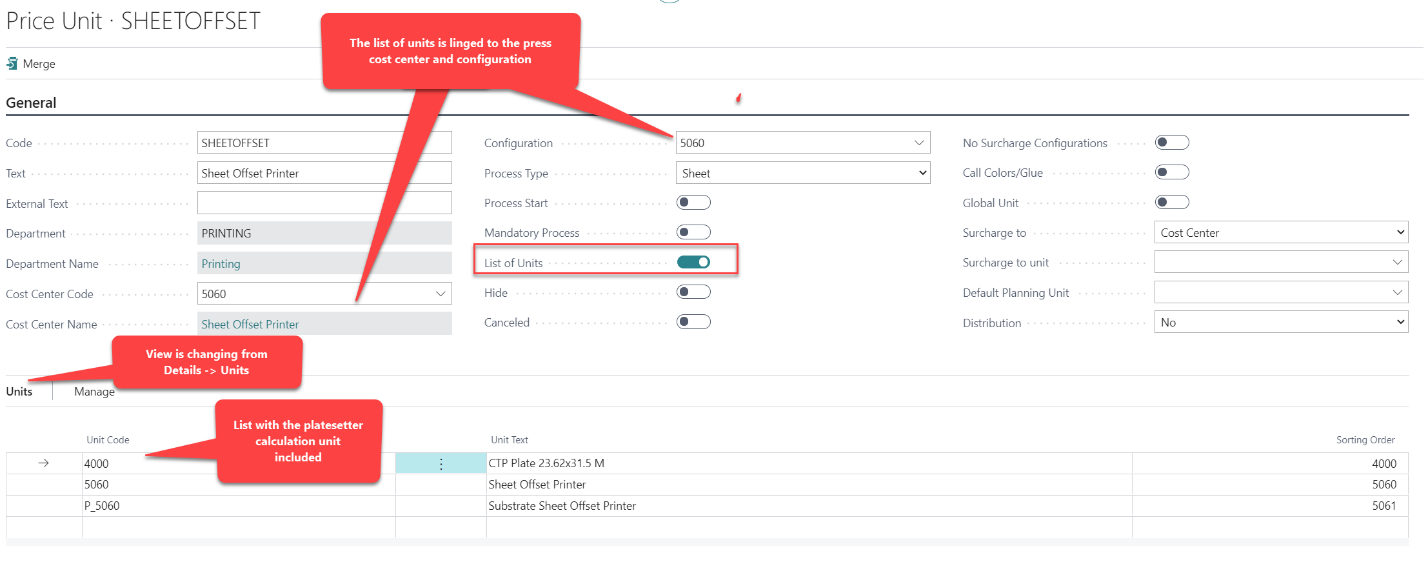 Price Unit · SHEETOFFSET
The list of units is linged to the press
cost center and configuration
Merge
General
Code
SHEETOFFSET
Text
Sheet Offset Printer
External Text
Department
PRINTING
Department Name
Printing
Cost Center Code
5060
Cost Center Name
Sheet Offset Printer
Configuration
5060
Process Type
Sheet
Process Start
Mandatory Process
List of Units
Hide
Canceled
No Surcharge Configurations
Call Colors/Glue
Global Unit
Surcharge to
Cost Center
Surcharge to unit
Default Planning Unit
Distribution
No
View is changing from
Details -> Units
Units
Manage
List with the platesetter
calculation unit
included
Unit Code Unit Text Sorting Order
4000 CTP Plate 23.62x31.5 M 4000
5060 Sheet Offset Printer 5060
P_5060 Substrate Sheet Offset Printer 5061